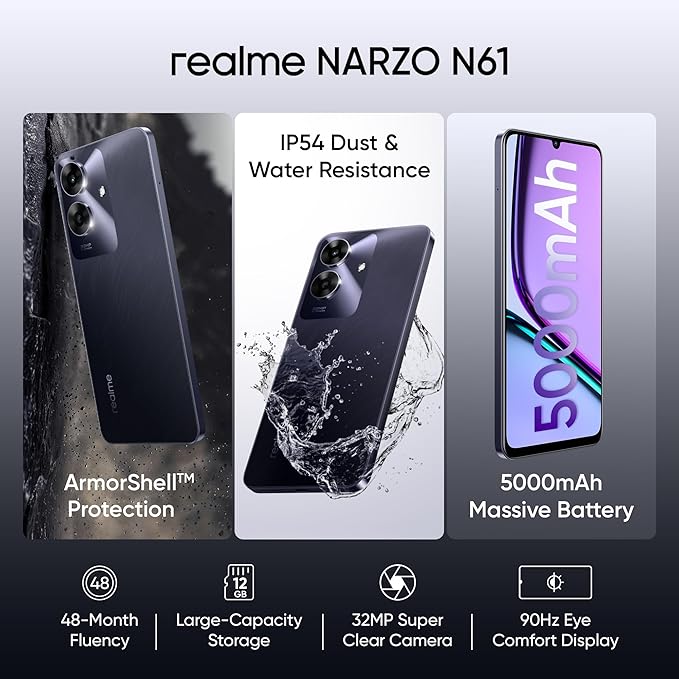 realme NARZO N61
realme
ArmorShell™
Protection
IP54 Dust &
Water Resistance
5000mAh
5000mAh
Massive Battery
48
48-Month
Fluency
12
GB
Large-Capacity
Storage
32MP Super
Clear Camera
90Hz Eye
Comfort Display